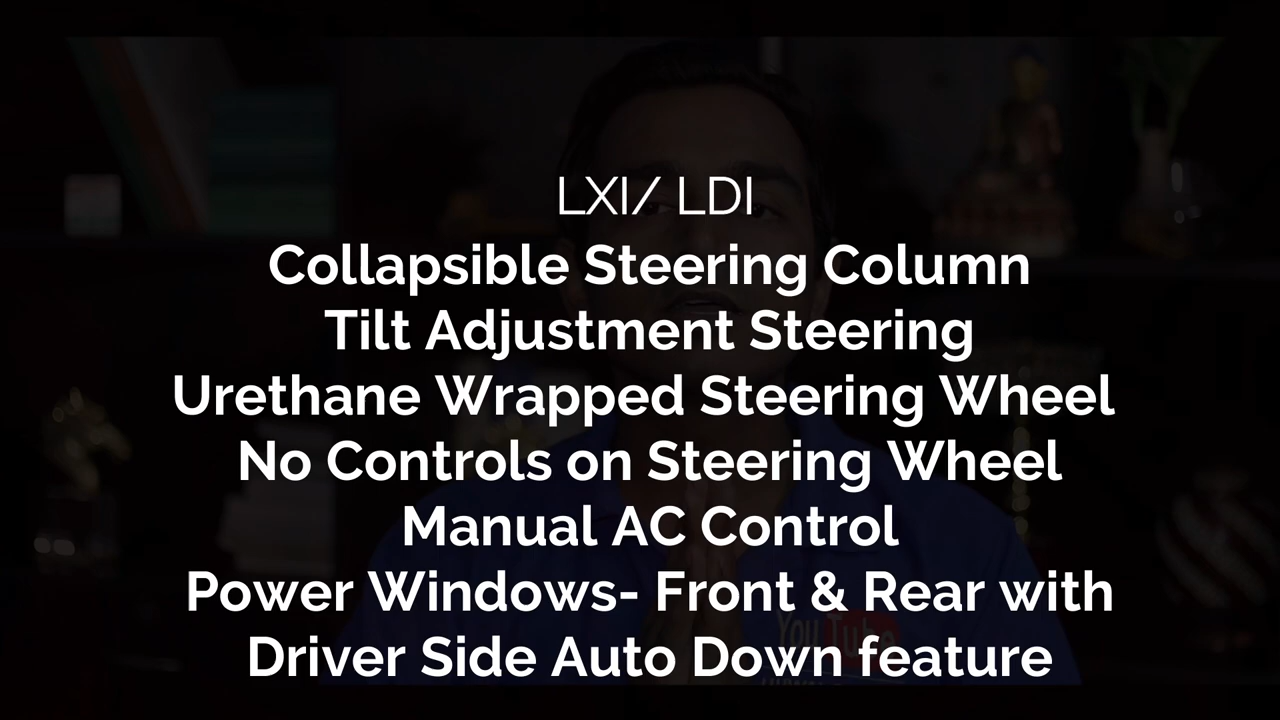 LXI/ LDI
Collapsible Steering Column
Tilt Adjustment Steering
Urethane Wrapped Steering Wheel
No Controls on Steering Wheel
Manual AC Control
Power Windows- Front & Rear with
Driver Side Auto Down feature
YouTube